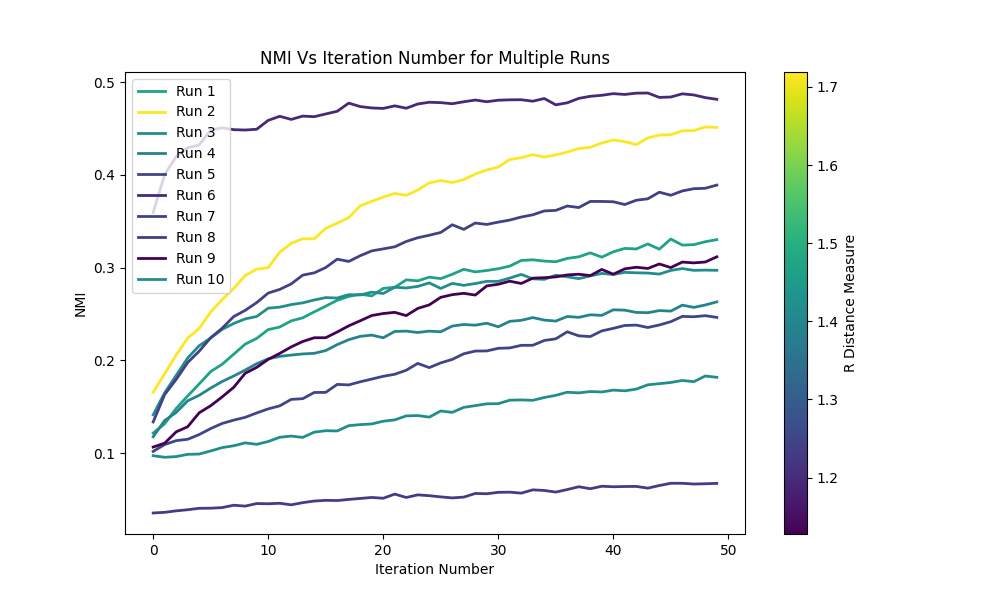 NMI Vs Iteration Number for Multiple Runs
NMI
0.5
0.4
0.3
0.2
0.1
Run 1
Run 2
Run 3
Run 4
Run 5
Run 6
Run 7
Run 8
Run 9
Run 10
0 10 20 30 40 50
Iteration Number
1.7
1.6
1.5
1.4
1.3
1.2
R Distance Measure